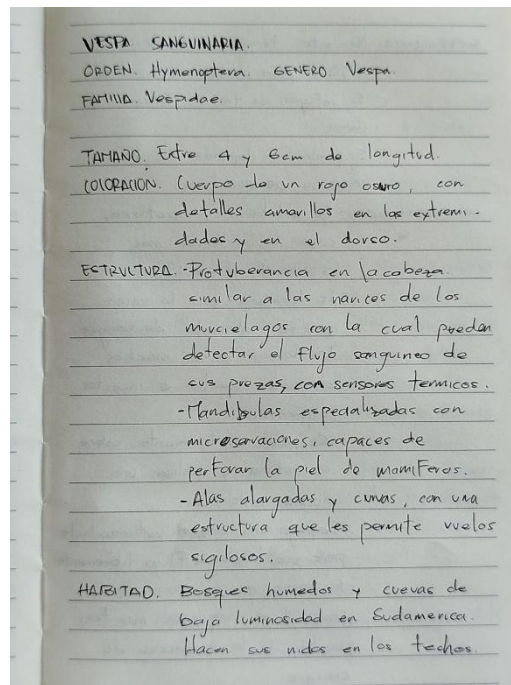 VESPA SANGUINARIA.
ORDEN. Hymenoptera. GENERO Vespa.
FAMILIA. Vespidae.
TAMAÑO. Entre 4 y 6cm de longitud.
COLORACION. Cuerpo de un rojo oscuro, con
detalles amarillos en las extremi-
dades y en el dorso.
ESTRUCTURA. -Protuberancia en la cabeza
similar a las narices de los
murcielagos con la cual pueden
detectar el flujo sanguineo de
sus prezas, con sensores termicos.
-Mandibulas especializadas con
microserraciones, capaces de
perforar la piel de mamiferos.
-Alas alargadas y curvas, con una
estructura que les permite vuelos
sigilosos.
HABITAD. Bosques humedos y cuevas de
baja luminosidad en Sudamerica.
Hacen sus nidos en los techos.